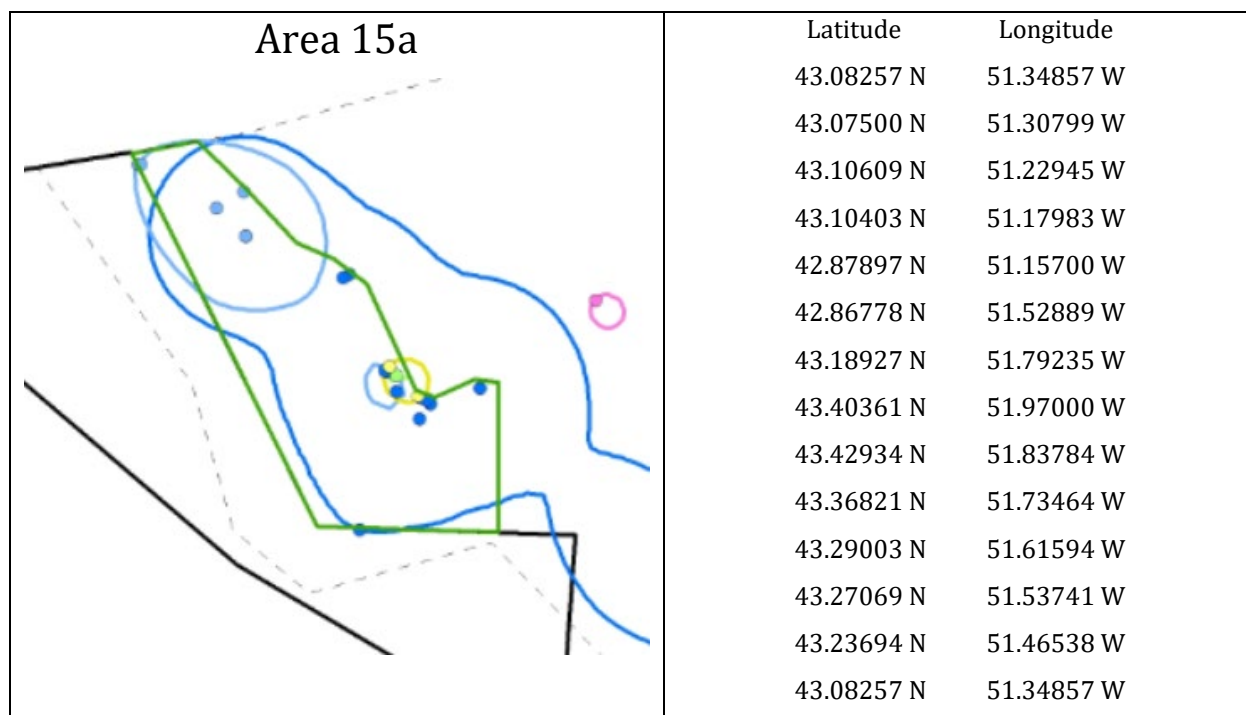 Area 15a
Latitude Longitude
43.08257 N 51.34857 W
43.07500 N 51.30799 W
43.10609 N 51.22945 W
43.10403 N 51.17983 W
42.87897 N 51.15700 W
42.86778 N 51.52889 W
43.18927 N 51.79235 W
43.40361 N 51.97000 W
43.42934 N 51.83784 W
43.36821 N 51.73464 W
43.29003 N 51.61594 W
43.27069 N 51.53741 W
43.23694 N 51.46538 W
43.08257 N 51.34857 W